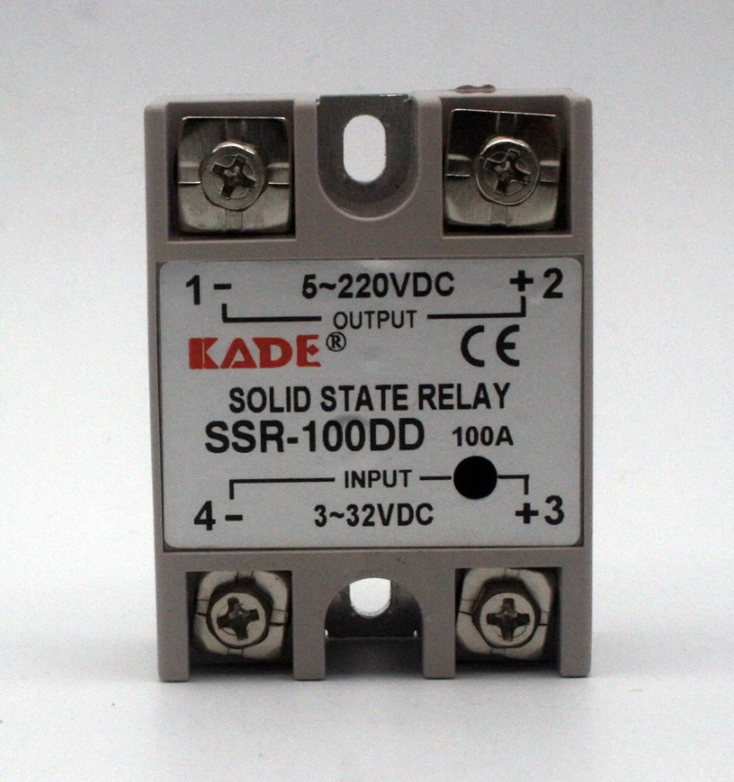 1 - 5~220VDC + 2
OUTPUT
KADE® CE
SOLID STATE RELAY
SSR-100DD 100A
INPUT
4 - 3~32VDC + 3